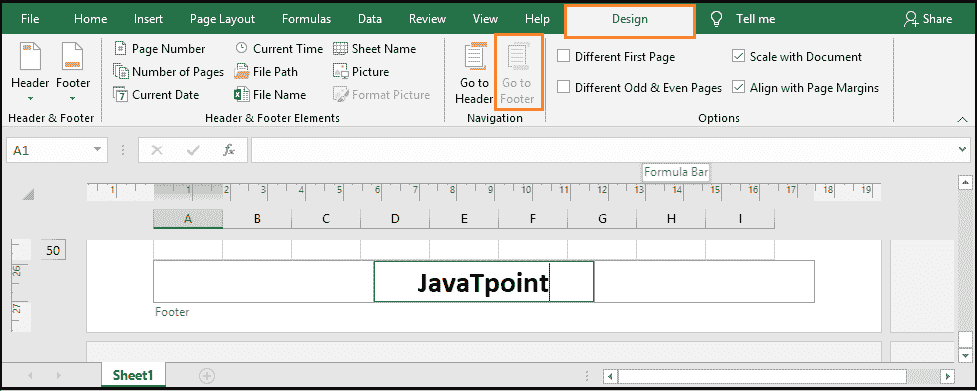 File Home Insert Page Layout Formulas Data Review View Help Design Tell me Share
Header
Footer
Header & Footer
Page Number
Number of Pages
Current Date
Current Time
File Path
File Name
Sheet Name
Picture
Format Picture
Header & Footer Elements
Go to
Header
Go to
Footer
Navigation
Different First Page
Different Odd & Even Pages
Scale with Document
Align with Page Margins
Options
A1
fx
Formula Bar
1 1 2 3 4 5 6 7 8 9 10 11 12 13 14 15 16 17 18 19
A B C D E F G H I
50
26
27
JavaTpoint
Footer
Sheet1